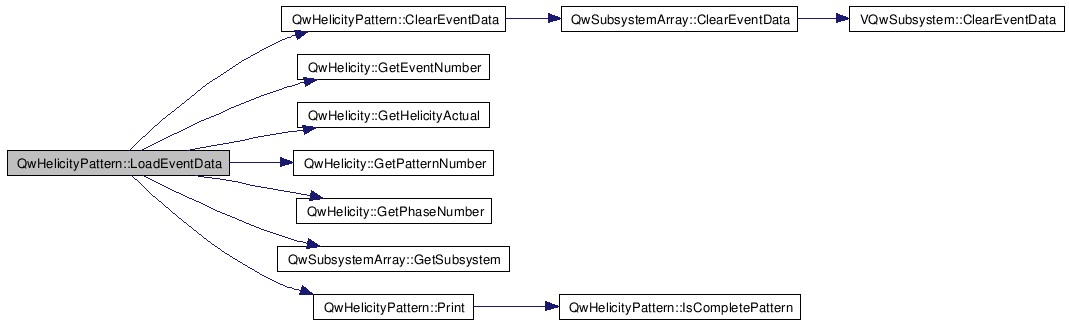 QwHelicityPattern::LoadEventData
QwHelicityPattern::ClearEventData
QwSubsystemArray::ClearEventData
VQwSubsystem::ClearEventData
QwHelicity::GetEventNumber
QwHelicity::GetHelicityActual
QwHelicity::GetPatternNumber
QwHelicity::GetPhaseNumber
QwSubsystemArray::GetSubsystem
QwHelicityPattern::Print
QwHelicityPattern::IsCompletePattern